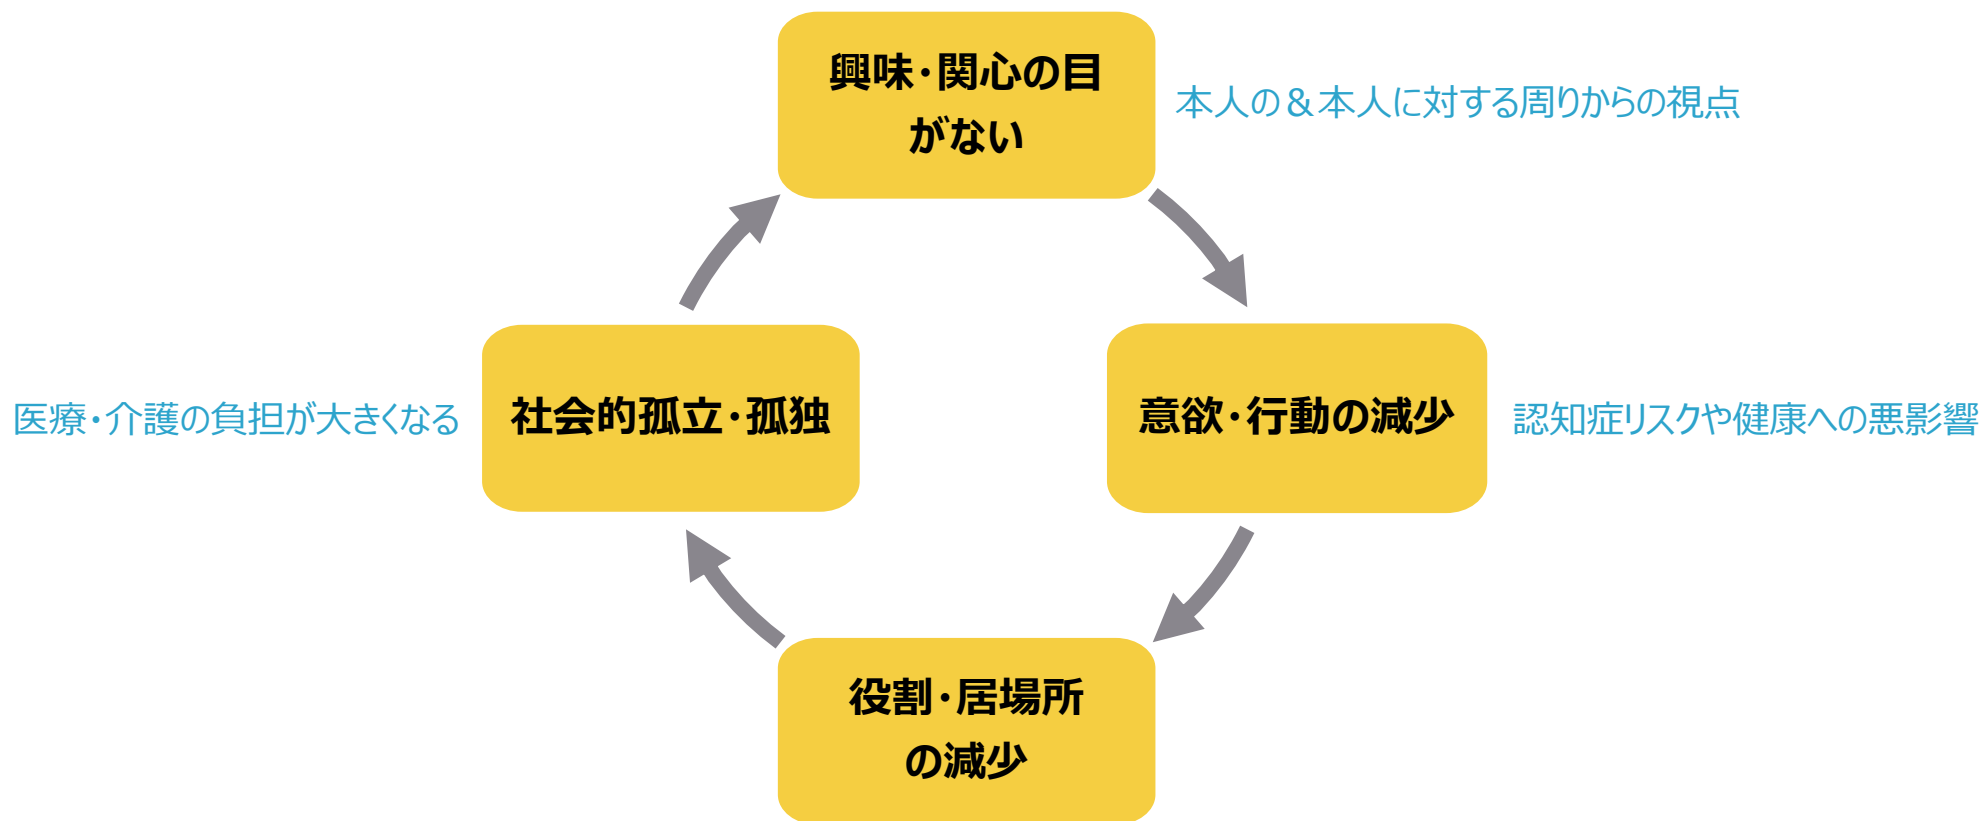 興味・関心の目
がない
本人の＆本人に対する周りからの視点
社会的孤立・孤独
医療・介護の負担が大きくなる
意欲・行動の減少
認知症リスクや健康への悪影響
役割・居場所
の減少